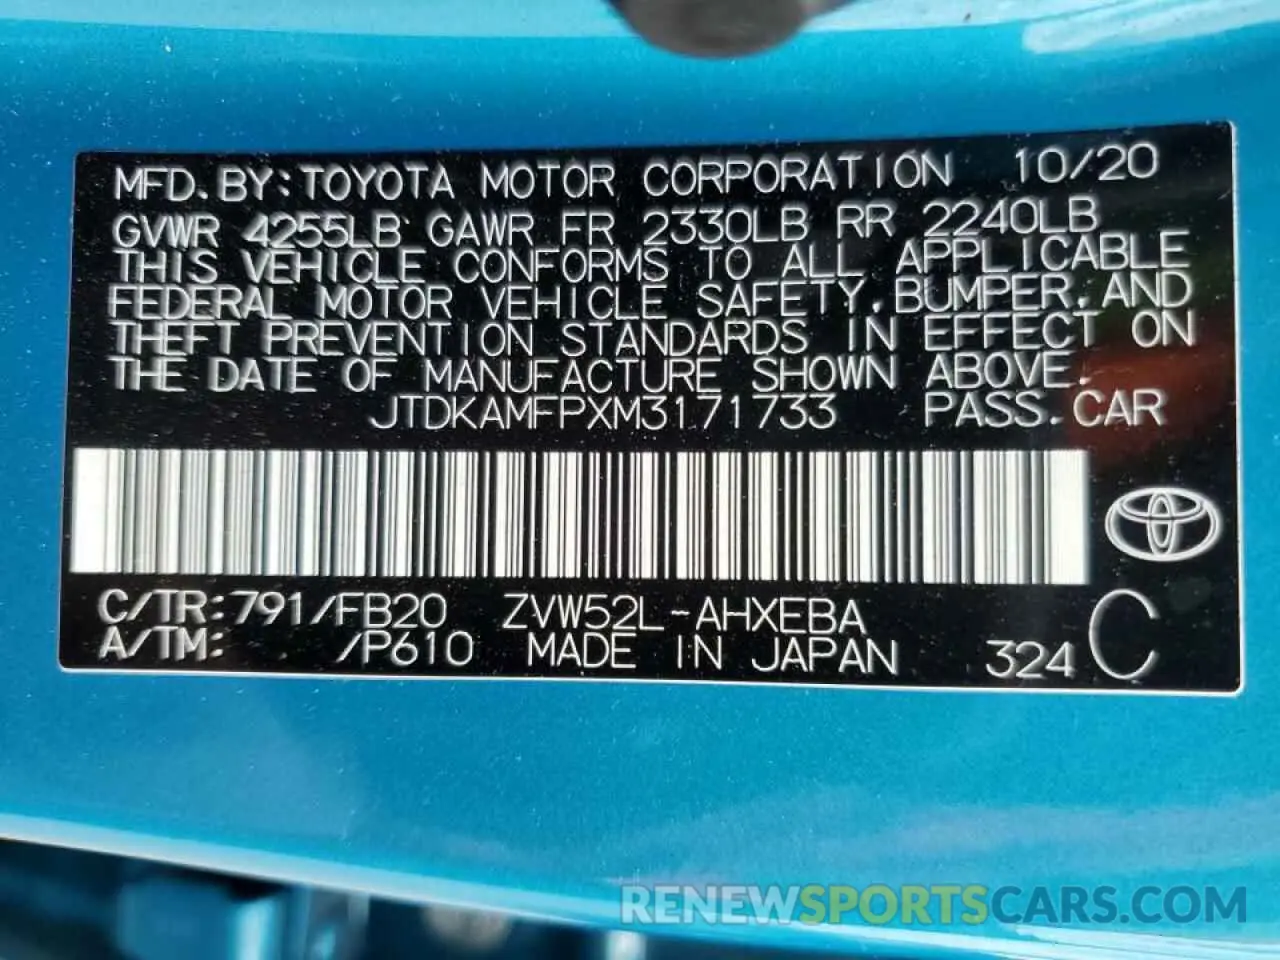 MFD. BY: TOYOTA MOTOR CORPORATION 10/20
GVWR 4255LB GAWR FR 2330LB RR 2240LB
THIS VEHICLE CONFORMS TO ALL APPLICABLE
FEDERAL MOTOR VEHICLE SAFETY, BUMPER, AND
THEFT PREVENTION STANDARDS IN EFFECT ON
THE DATE OF MANUFACTURE SHOWN ABOVE.
JTDKAMFPXM3171733 PASS. CAR
C/TR: 791/FB20 ZVW52L-AHXEBA
A/TM: /P610 MADE IN JAPAN 324 C
RENEWSPORTSCARS.COM